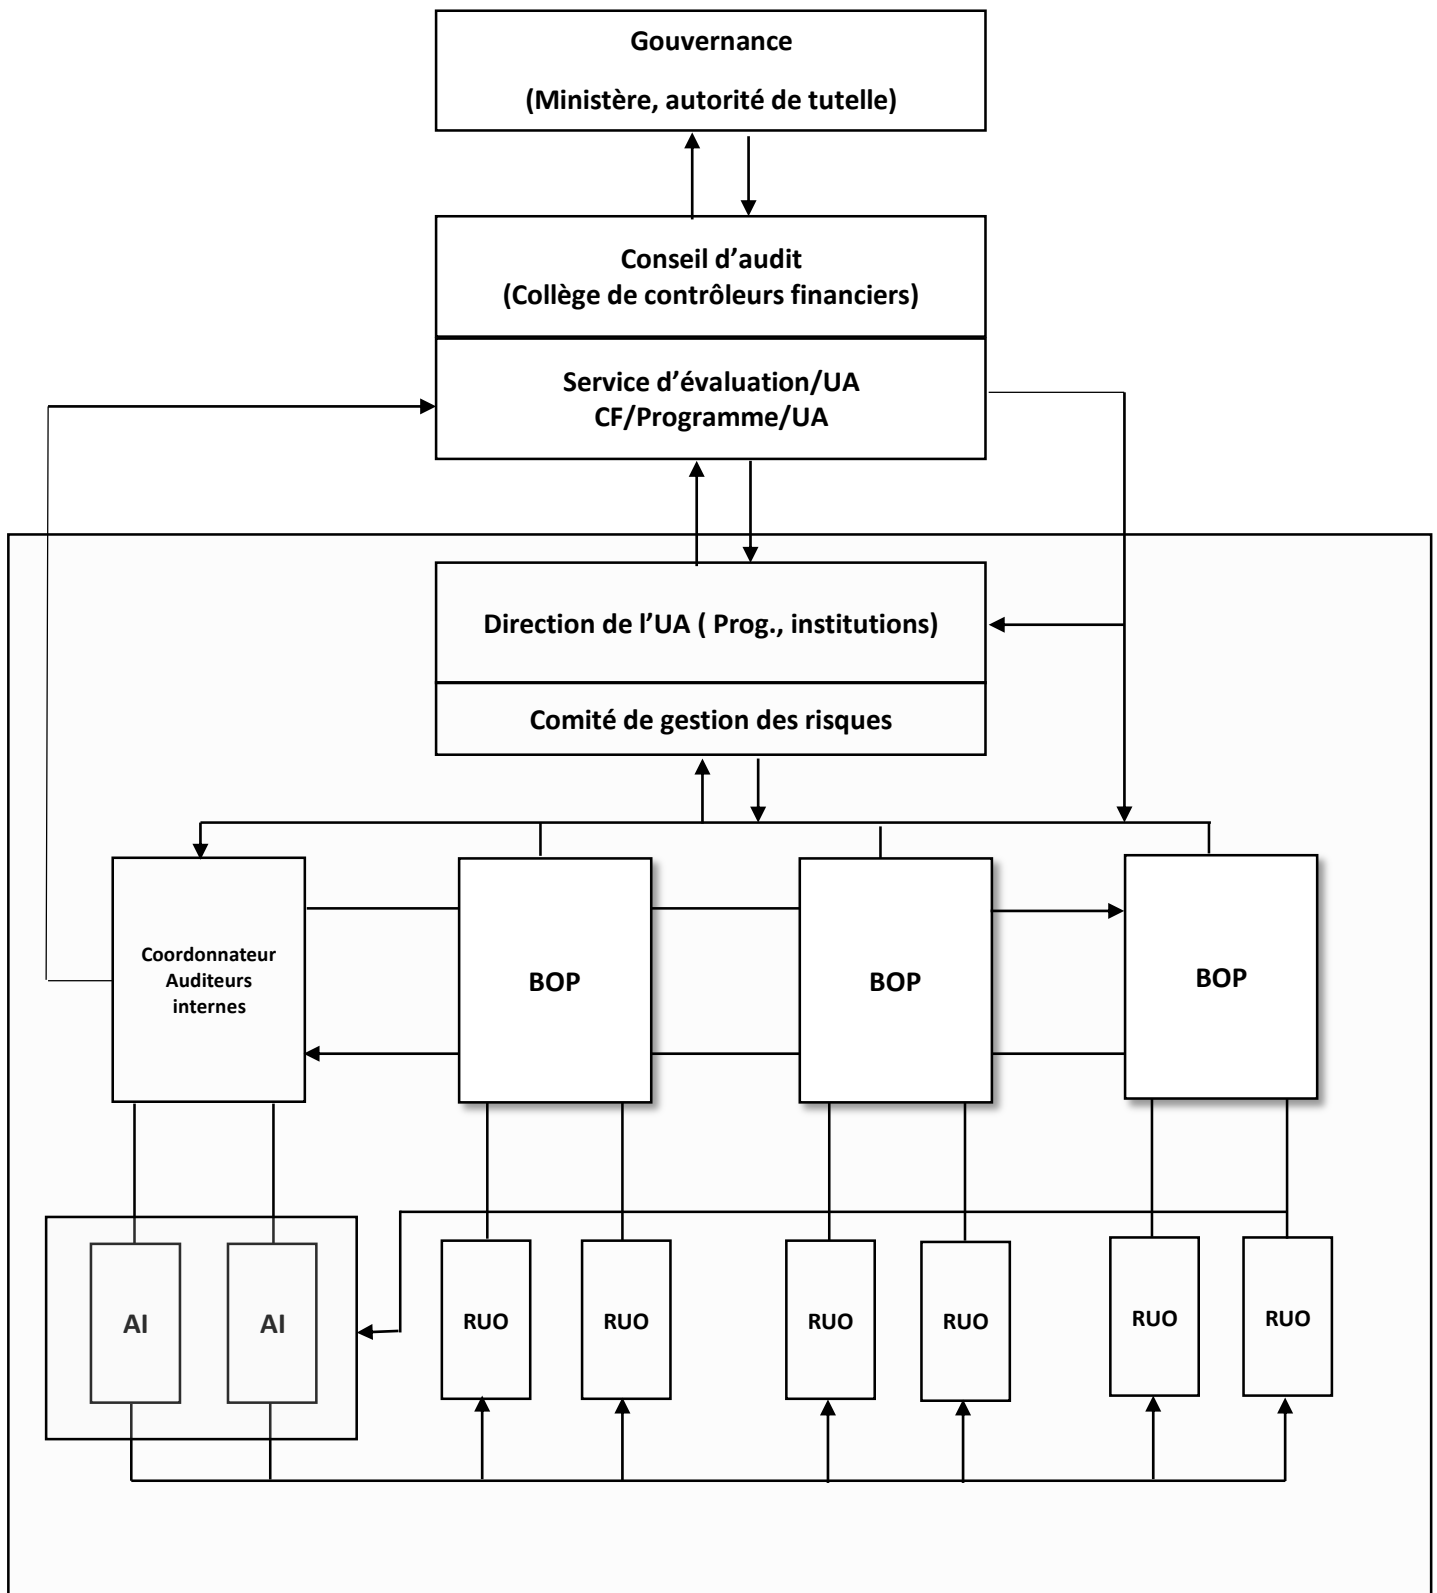 Gouvernance
(Ministère, autorité de tutelle)
Conseil d'audit
(Collège de contrôleurs financiers)
Service d'évaluation/UA
CF/Programme/UA
Direction de l'UA ( Prog., institutions)
Comité de gestion des risques
Coordonnateur
Auditeurs
internes
BOP
BOP
BOP
AI
AI
RUO
RUO
RUO
RUO
RUO
RUO